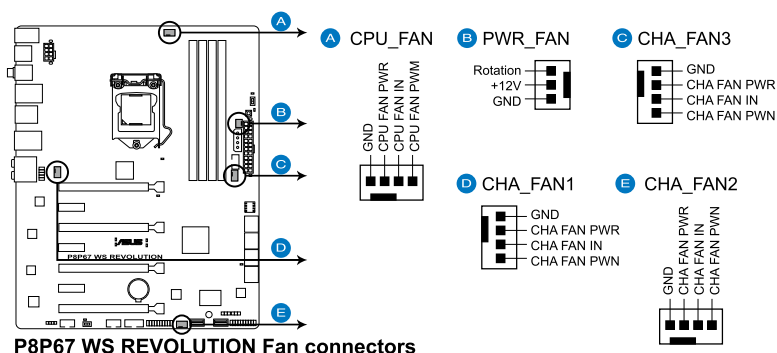 A
A CPU_FAN
GND
CPU FAN PWR
CPU FAN IN
CPU FAN PWM
B PWR_FAN
Rotation
+12V
GND
C CHA_FAN3
GND
CHA FAN PWR
CHA FAN IN
CHA FAN PWN
B
C
D CHA_FAN1
GND
CHA FAN PWR
CHA FAN IN
CHA FAN PWN
E CHA_FAN2
GND
CHA FAN PWR
CHA FAN IN
CHA FAN PWN
ASUS
P8P67 WS REVOLUTION
D
E
P8P67 WS REVOLUTION Fan connectors